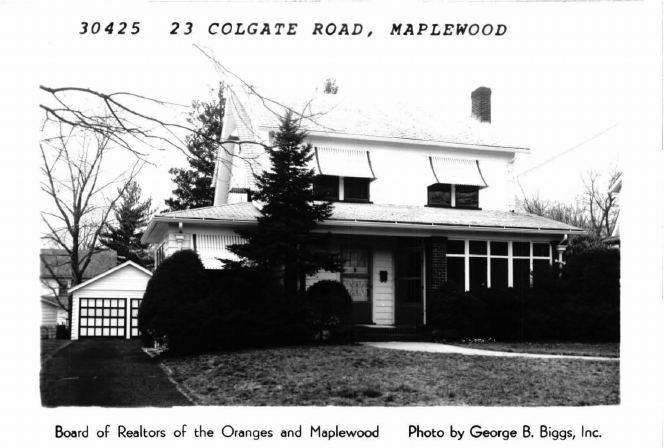 30425 23 COLGATE ROAD, MAPLEWOOD
Board of Realtors of the Oranges and Maplewood Photo by George B. Biggs, Inc.